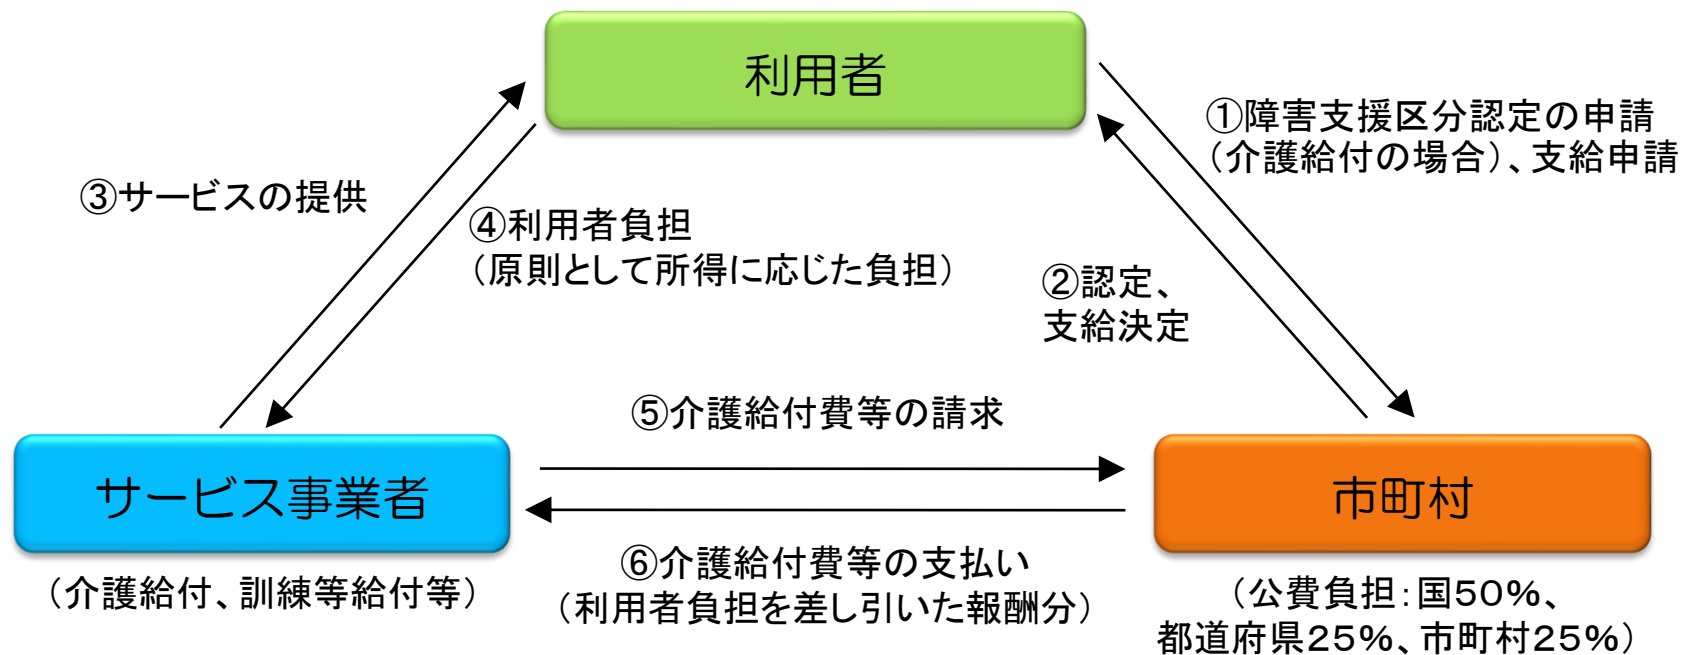 利用者
①障害支援区分認定の申請
（介護給付の場合）、支給申請
③サービスの提供
④利用者負担
（原則として所得に応じた負担）
②認定、
支給決定
⑤介護給付費等の請求
サービス事業者
市町村
⑥介護給付費等の支払い
（利用者負担を差し引いた報酬分）
（介護給付、訓練等給付等）
（公費負担：国50％、
都道府県25％、市町村25％）